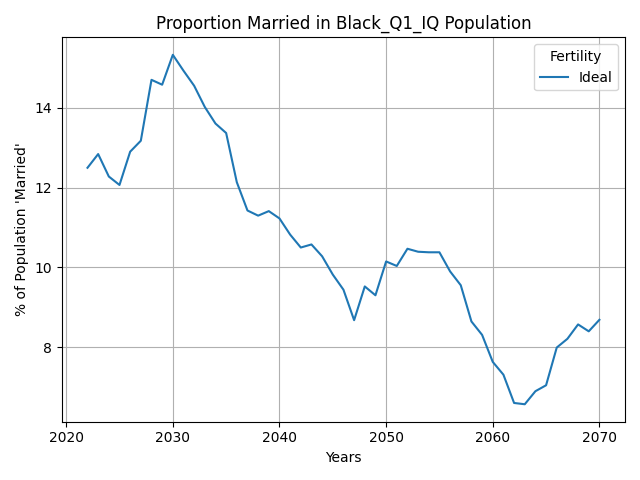 Proportion Married in Black_Q1_IQ Population
Fertility
Ideal
% of Population 'Married'
14
12
10
8
2020 2030 2040 2050 2060 2070
Years